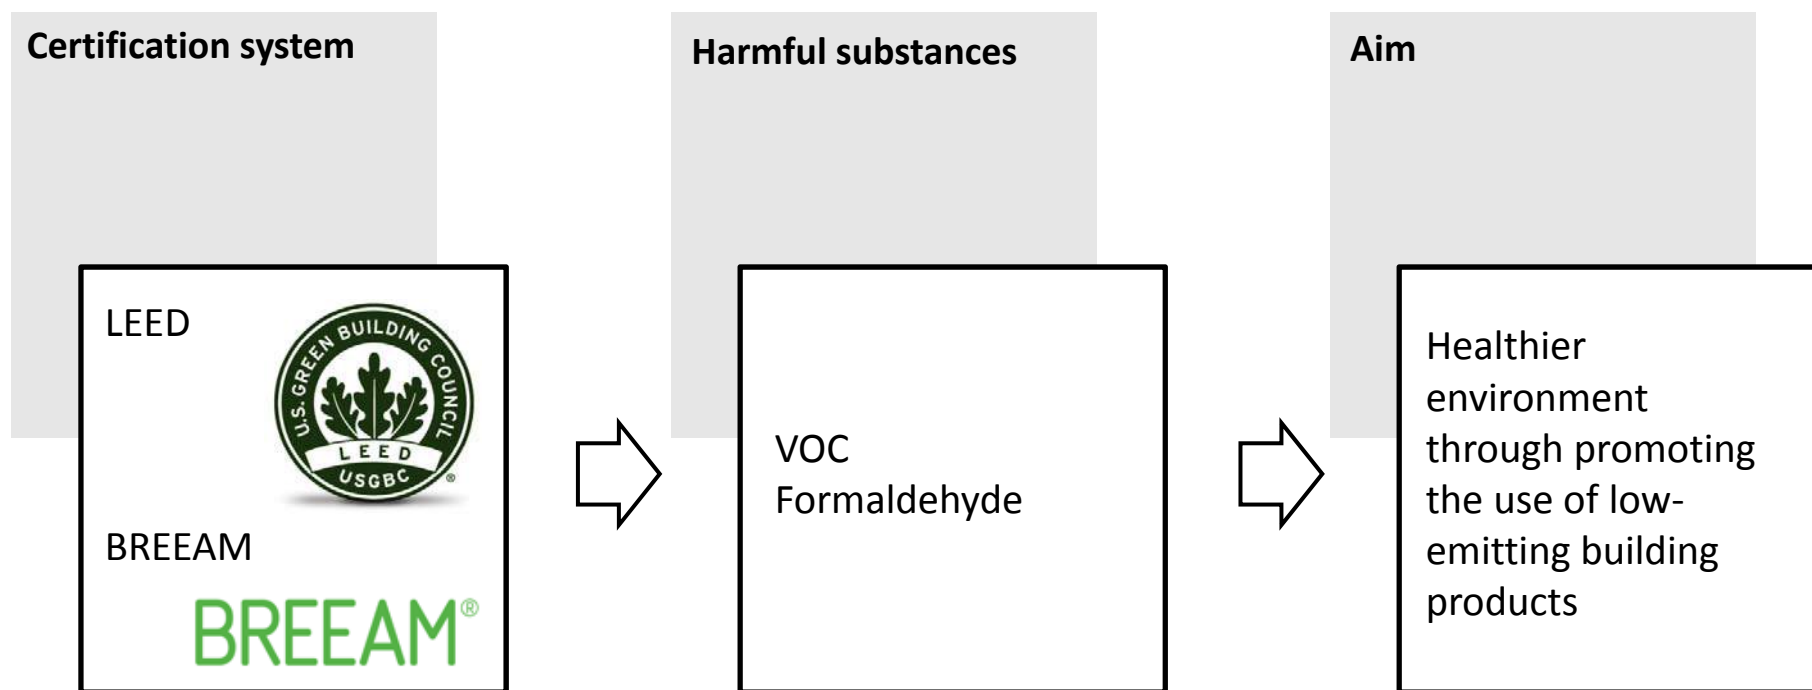 Certification system
LEED
U.S. GREEN BUILDING COUNCIL
LEED
USGBC
®
BREEAM
BREEAM®
Harmful substances
VOC
Formaldehyde
Aim
Healthier
environment
through promoting
the use of low-
emitting building
products